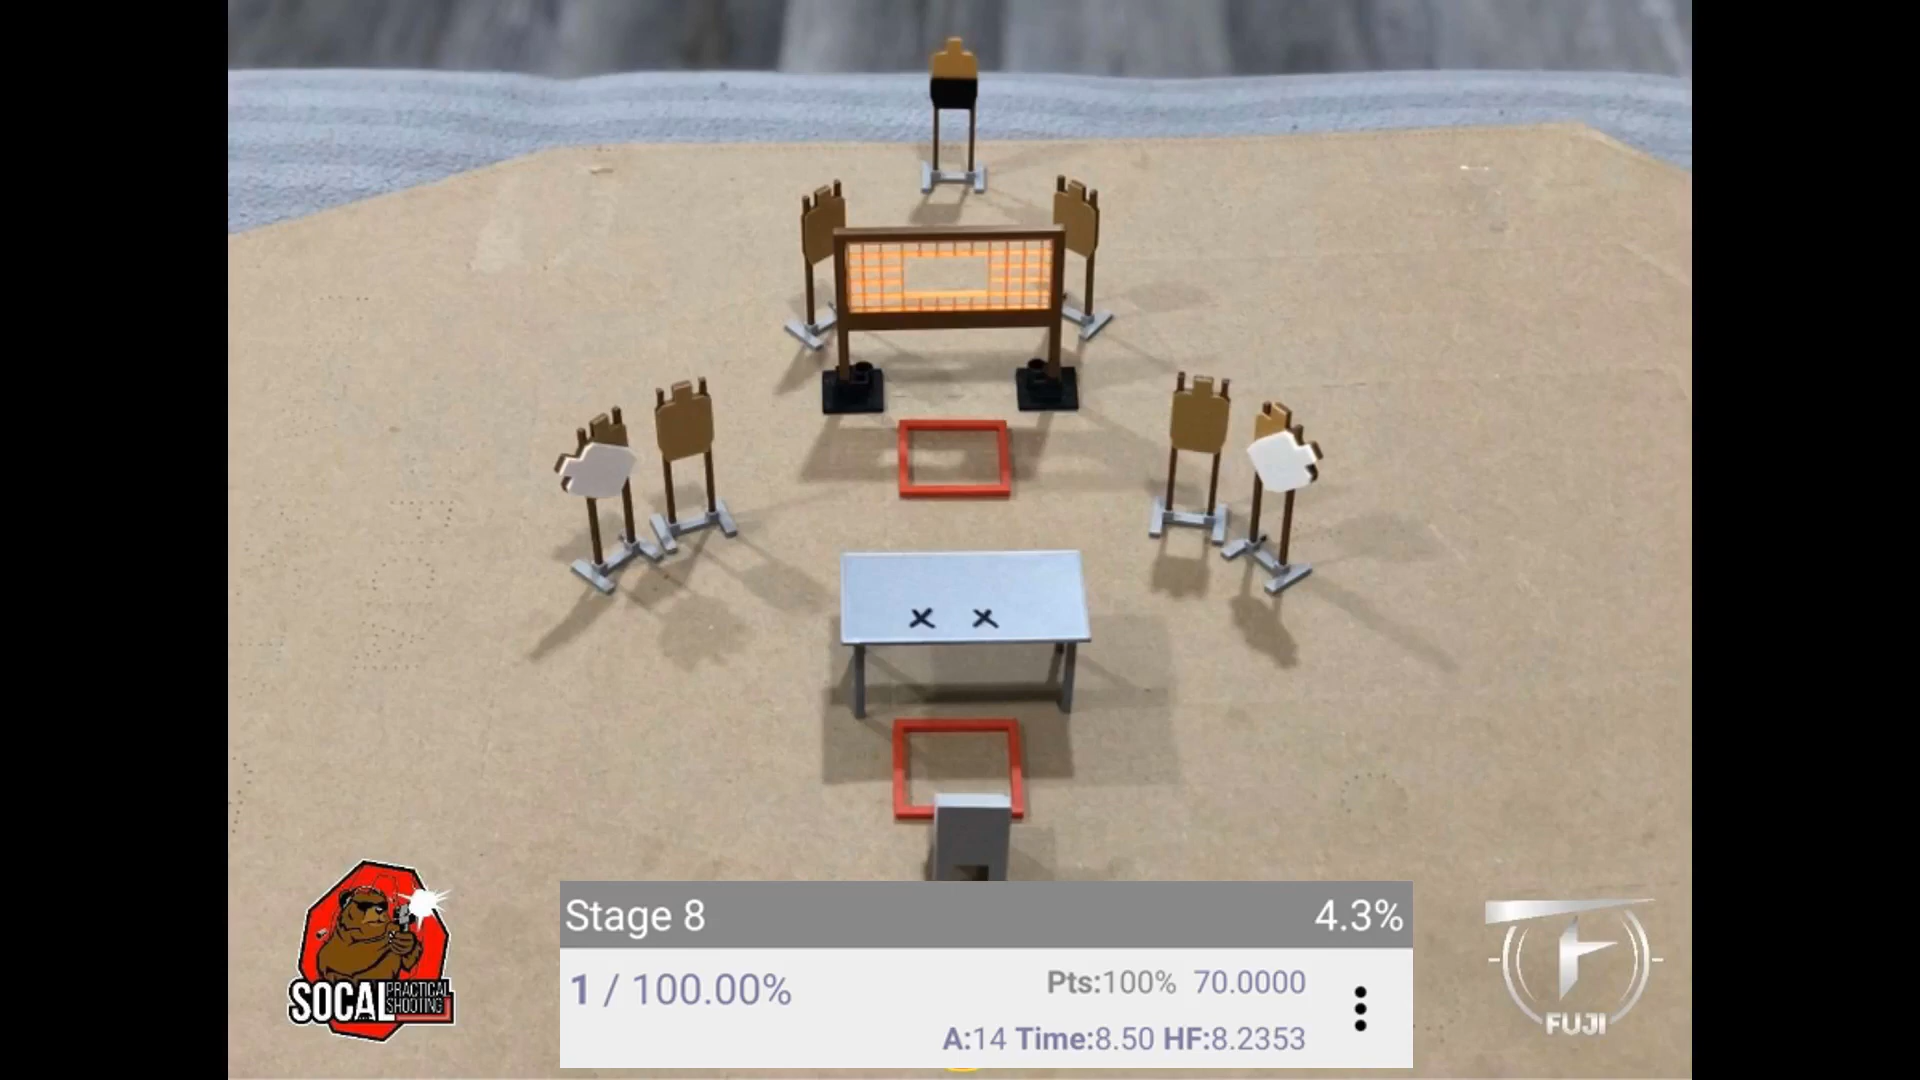 Stage 8 4.3%
1 / 100.00% Pts:100% 70.0000
A:14 Time:8.50 HF:8.2353
SOCAL PRACTICAL SHOOTING
FUJI